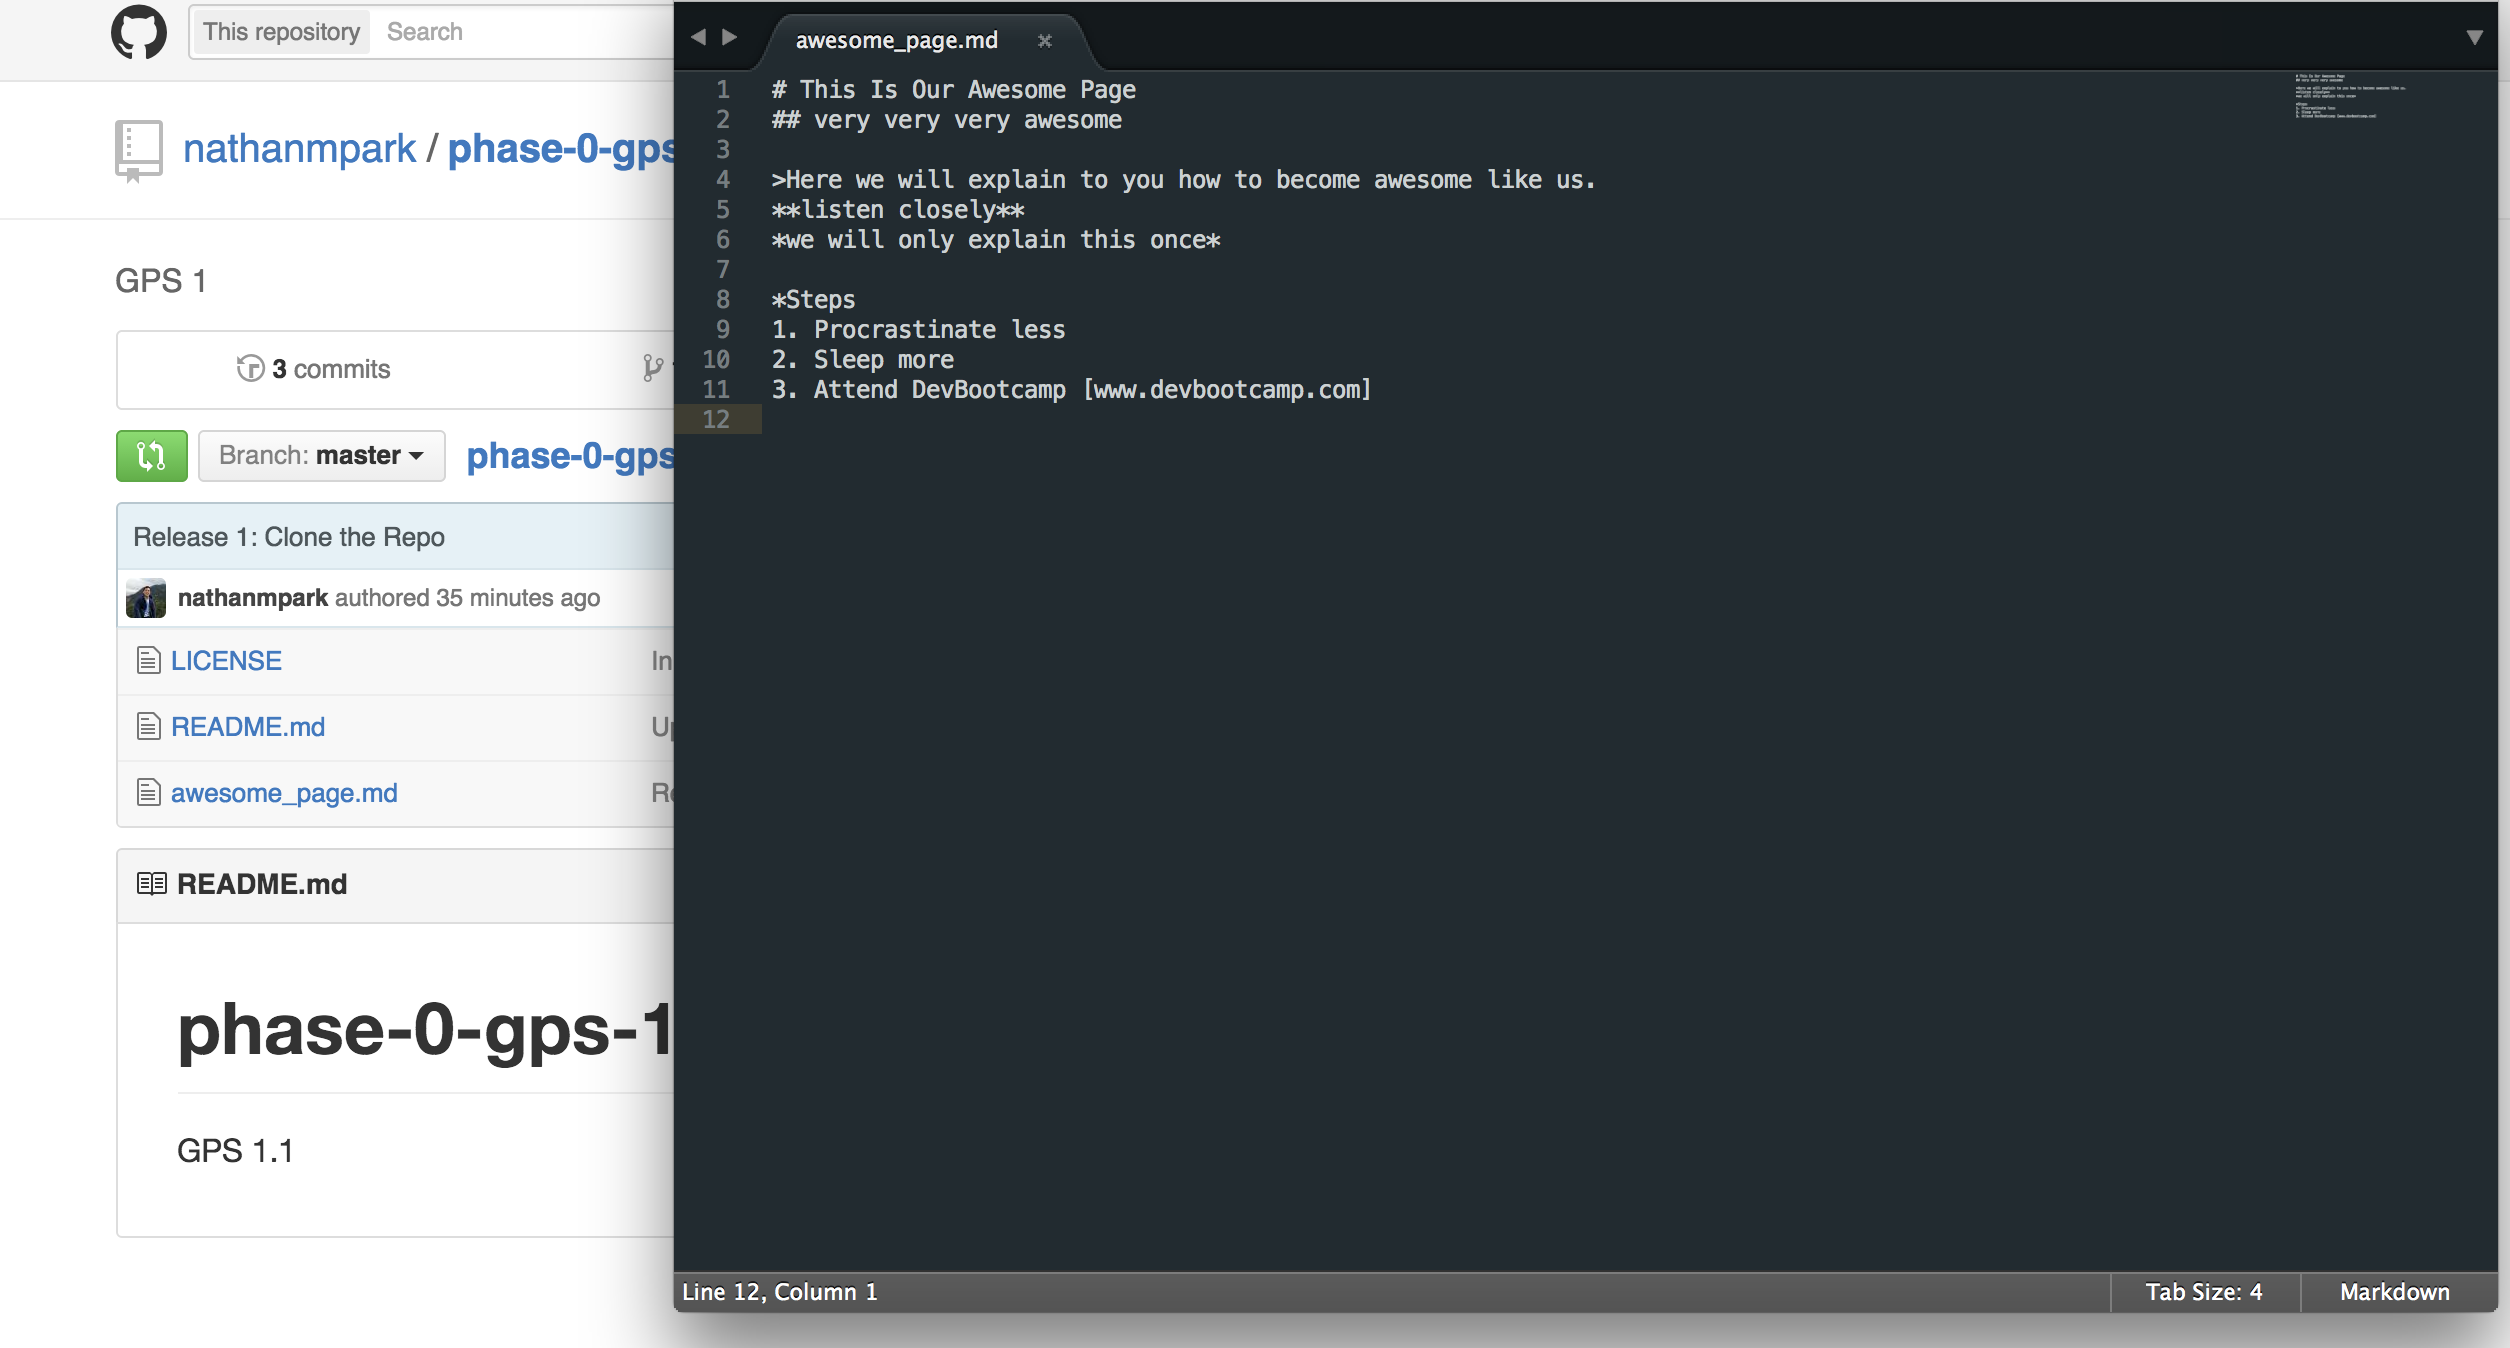 This repository Search
nathanmpark / phase-0-gps
GPS 1
3 commits
Branch: master
phase-0-gps
Release 1: Clone the Repo
nathanmpark authored 35 minutes ago
LICENSE
README.md
awesome_page.md
README.md
phase-0-gps-1
GPS 1.1
awesome_page.md
1 # This Is Our Awesome Page
2 ## very very very awesome
3
4 >Here we will explain to you how to become awesome like us.
5 **listen closely**
6 *we will only explain this once*
7
8 *Steps
9 1. Procrastinate less
10 2. Sleep more
11 3. Attend DevBootcamp [www.devbootcamp.com]
12
Line 12, Column 1
Tab Size: 4
Markdown